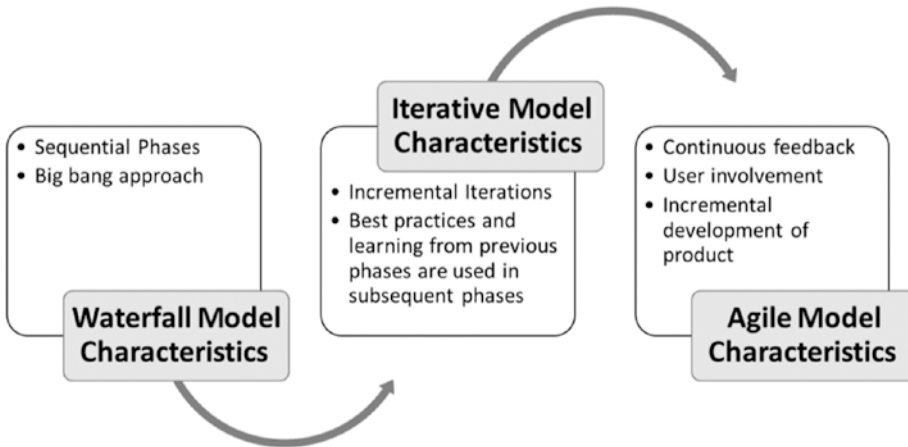 • Sequential Phases
• Big bang approach
Waterfall Model
Characteristics
Iterative Model
Characteristics
• Incremental Iterations
• Best practices and
learning from previous
phases are used in
subsequent phases
• Continuous feedback
• User involvement
• Incremental
development of
product
Agile Model
Characteristics